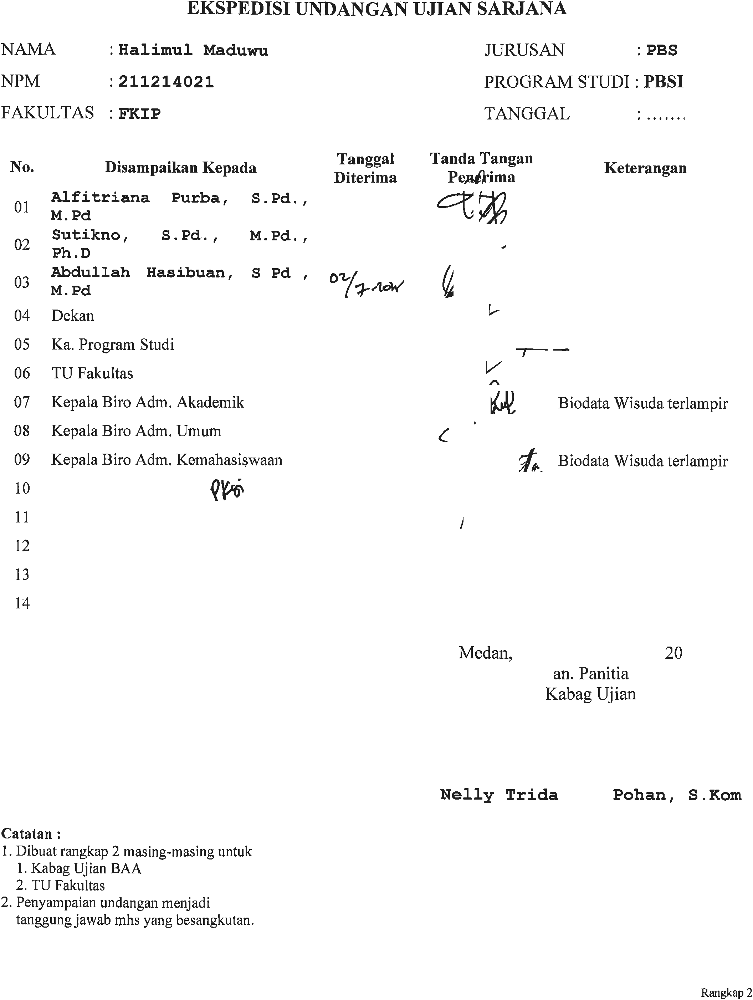 EKSPEDISI UNDANGAN UJIAN SARJANA
NAMA : Halimul Maduwu JURUSAN : PBS
NPM : 211214021 PROGRAM STUDI : PBSI
FAKULTAS : FKIP TANGGAL : .......
No. Disampaikan Kepada Tanggal Diterima Tanda Tangan Penerima Keterangan
01 Alfitriana Purba, S.Pd.,
M.Pd
02 Sutikno, S.Pd., M.Pd.,
Ph.D
03 Abdullah Hasibuan, S Pd ,
M.Pd
04 Dekan
05 Ka. Program Studi
06 TU Fakultas
07 Kepala Biro Adm. Akademik Biodata Wisuda terlampir
08 Kepala Biro Adm. Umum
09 Kepala Biro Adm. Kemahasiswaan Biodata Wisuda terlampir
10
11
12
13
14
Medan, 20
an. Panitia
Kabag Ujian
Nelly Trida Pohan, S.Kom
Catatan :
1. Dibuat rangkap 2 masing-masing untuk
1. Kabag Ujian BAA
2. TU Fakultas
2. Penyampaian undangan menjadi
tanggung jawab mhs yang besangkutan.
Rangkap 2